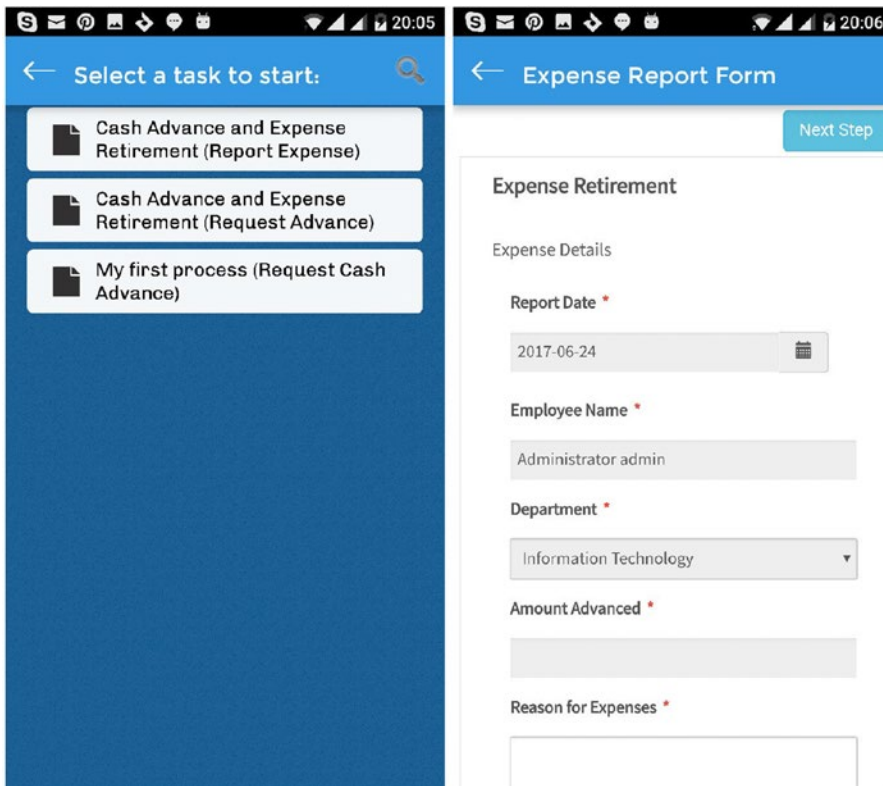 20:05
Select a task to start:
Cash Advance and Expense
Retirement (Report Expense)
Cash Advance and Expense
Retirement (Request Advance)
My first process (Request Cash
Advance)
20:06
Expense Report Form
Next Step
Expense Retirement
Expense Details
Report Date *
2017-06-24
Employee Name *
Administrator admin
Department *
Information Technology
Amount Advanced *
Reason for Expenses *